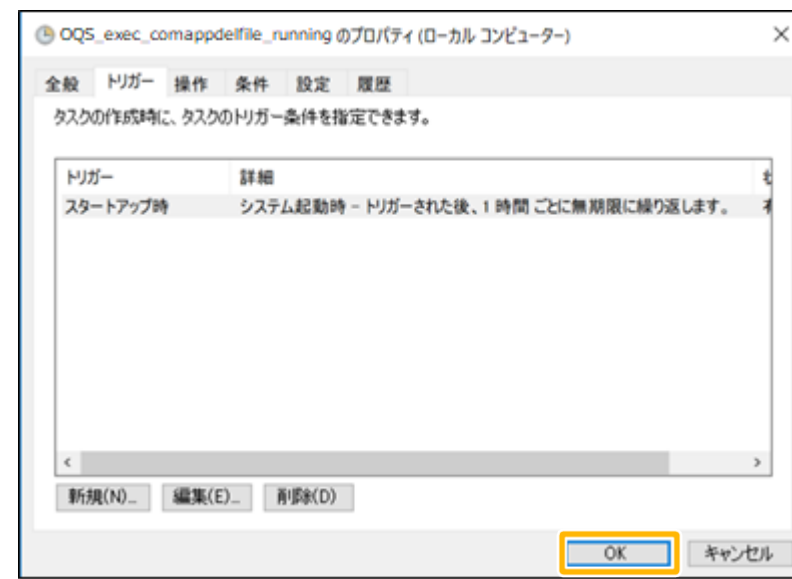 OQS_exec_comappdelfile_running のプロパティ (ローカル コンピューター)
全般 トリガー 操作 条件 設定 履歴
タスクの作成時に、タスクのトリガー条件を指定できます。
トリガー 詳細
スタートアップ時 システム起動時 – トリガーされた後、1 時間 ごとに無期限に繰り返します。
新規(N)... 編集(E)... 削除(D)
OK キャンセル